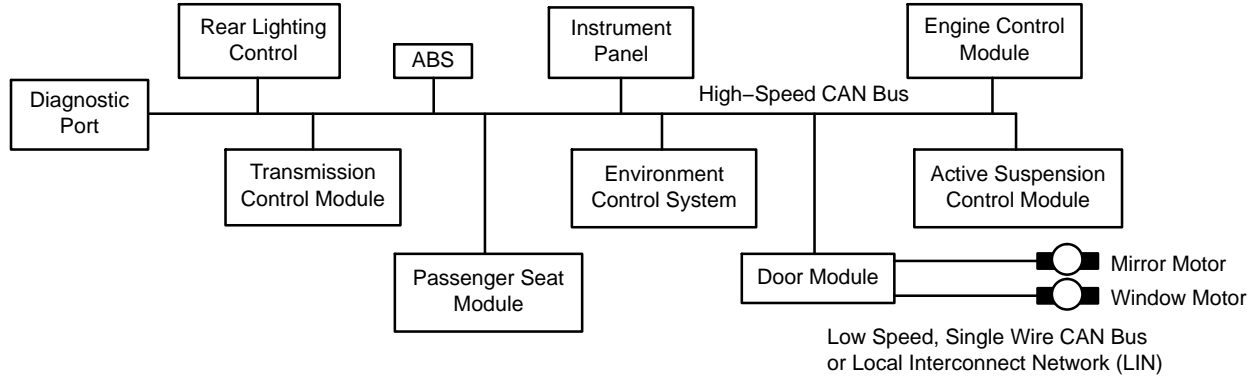 Rear Lighting
Control
ABS
Instrument
Panel
Engine Control
Module
Diagnostic
Port
High−Speed CAN Bus
Transmission
Control Module
Environment
Control System
Active Suspension
Control Module
Passenger Seat
Module
Door Module
Mirror Motor
Window Motor
Low Speed, Single Wire CAN Bus
or Local Interconnect Network (LIN)